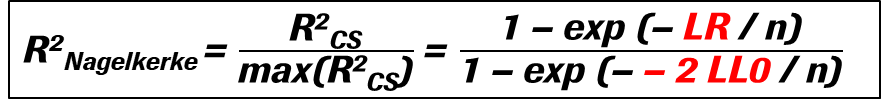 R²Nagelkerke = R²CS / max(R²CS) = 1 – exp (– LR / n) / 1 – exp (– – 2 LL0 / n)